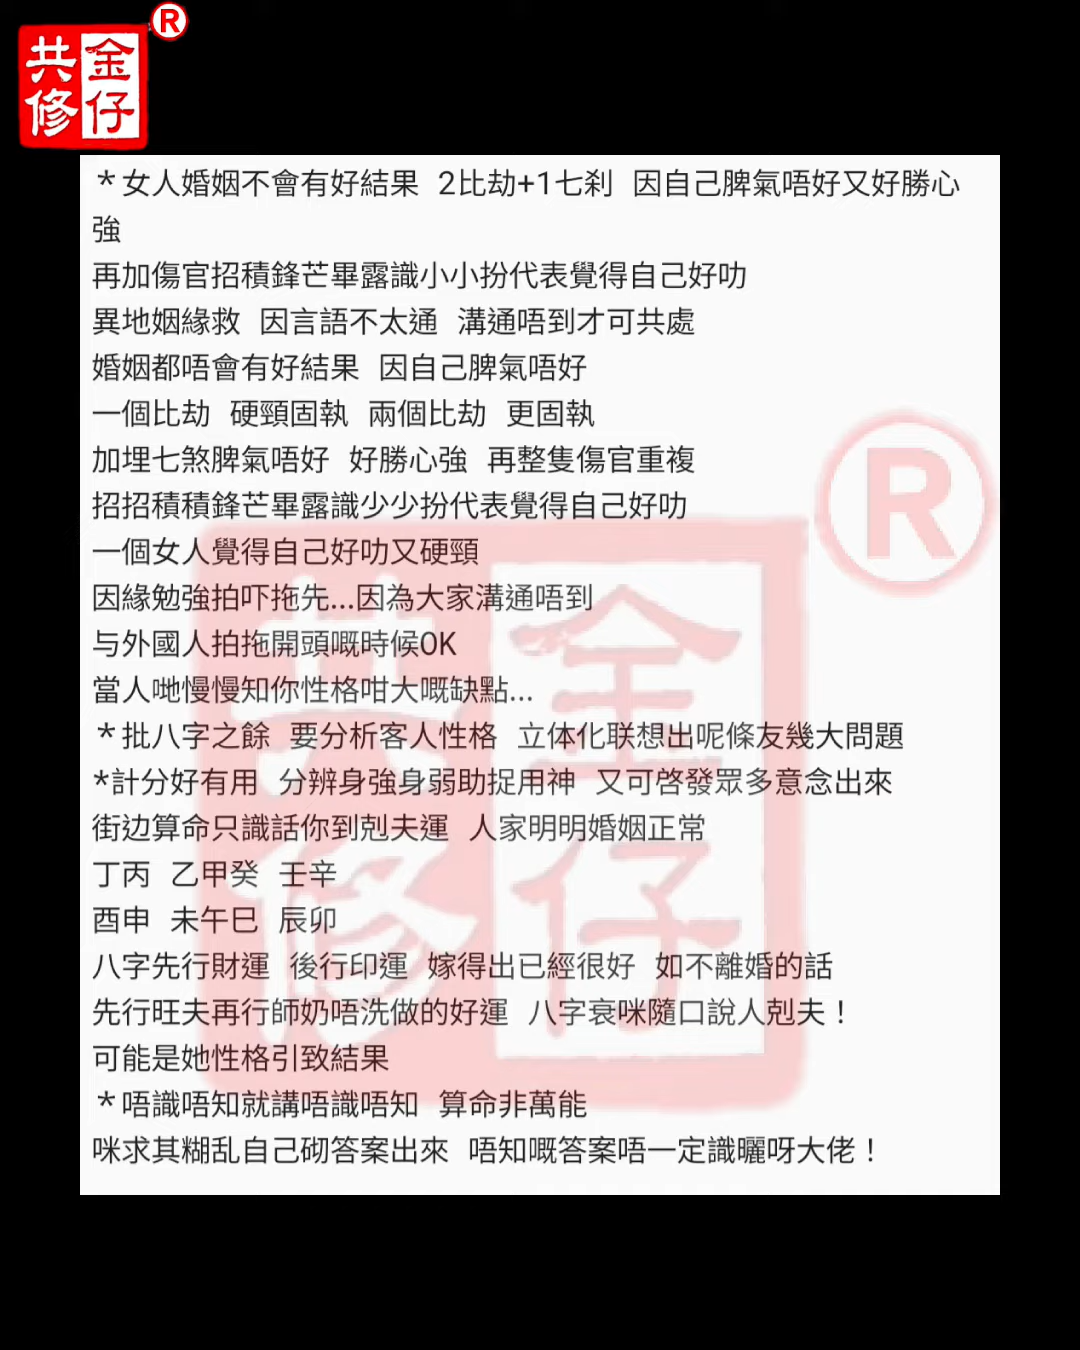 共修
金仔
®
＊女人婚姻不會有好結果 2比劫+1七刹 因自己脾氣唔好又好勝心
強
再加傷官招積鋒芒畢露識小小扮代表覺得自己好叻
異地姻緣救 因言語不太通 溝通唔到才可共處
婚姻都唔會有好結果 因自己脾氣唔好
一個比劫 硬頸固執 兩個比劫 更固執
加埋七煞脾氣唔好 好勝心強 再整隻傷官重複
招招積積鋒芒畢露識少少扮代表覺得自己好叻
一個女人覺得自己好叻又硬頸
因緣勉強拍吓拖先...因為大家溝通唔到
与外國人拍拖開頭嘅時候OK
當人哋慢慢知你性格咁大嘅缺點...
＊批八字之餘 要分析客人性格 立体化联想出呢條友幾大問題
*計分好有用 分辨身強身弱助捉用神 又可啓發眾多意念出來
街边算命只識話你到剋夫運 人家明明婚姻正常
丁丙 乙甲癸 壬辛
酉申 未午巳 辰卯
八字先行財運 後行印運 嫁得出已經很好 如不離婚的話
先行旺夫再行師奶唔洗做的好運 八字衰咪隨口說人剋夫！
可能是她性格引致結果
＊唔識唔知就講唔識唔知 算命非萬能
咪求其糊乱自己砌答案出來 唔知嘅答案唔一定識曬呀大佬！
共修
金仔
®